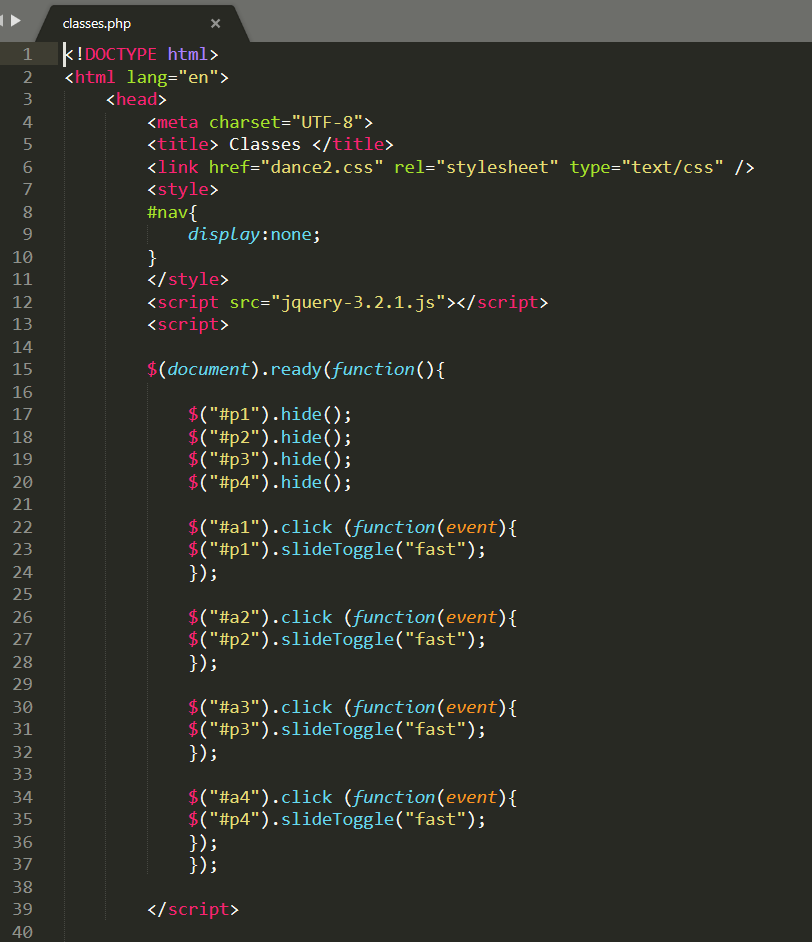 classes.php ×
1 <!DOCTYPE html>
2 <html lang="en">
3     <head>
4         <meta charset="UTF-8">
5         <title> Classes </title>
6         <link href="dance2.css" rel="stylesheet" type="text/css" />
7         <style>
8         #nav{
9             display:none;
10         }
11         </style>
12         <script src="jquery-3.2.1.js"></script>
13         <script>
14
15         $(document).ready(function(){
16
17             $("#p1").hide();
18             $("#p2").hide();
19             $("#p3").hide();
20             $("#p4").hide();
21
22             $("#a1").click (function(event){
23             $("#p1").slideToggle("fast");
24             });
25
26             $("#a2").click (function(event){
27             $("#p2").slideToggle("fast");
28             });
29
30             $("#a3").click (function(event){
31             $("#p3").slideToggle("fast");
32             });
33
34             $("#a4").click (function(event){
35             $("#p4").slideToggle("fast");
36             });
37             });
38
39         </script>
40